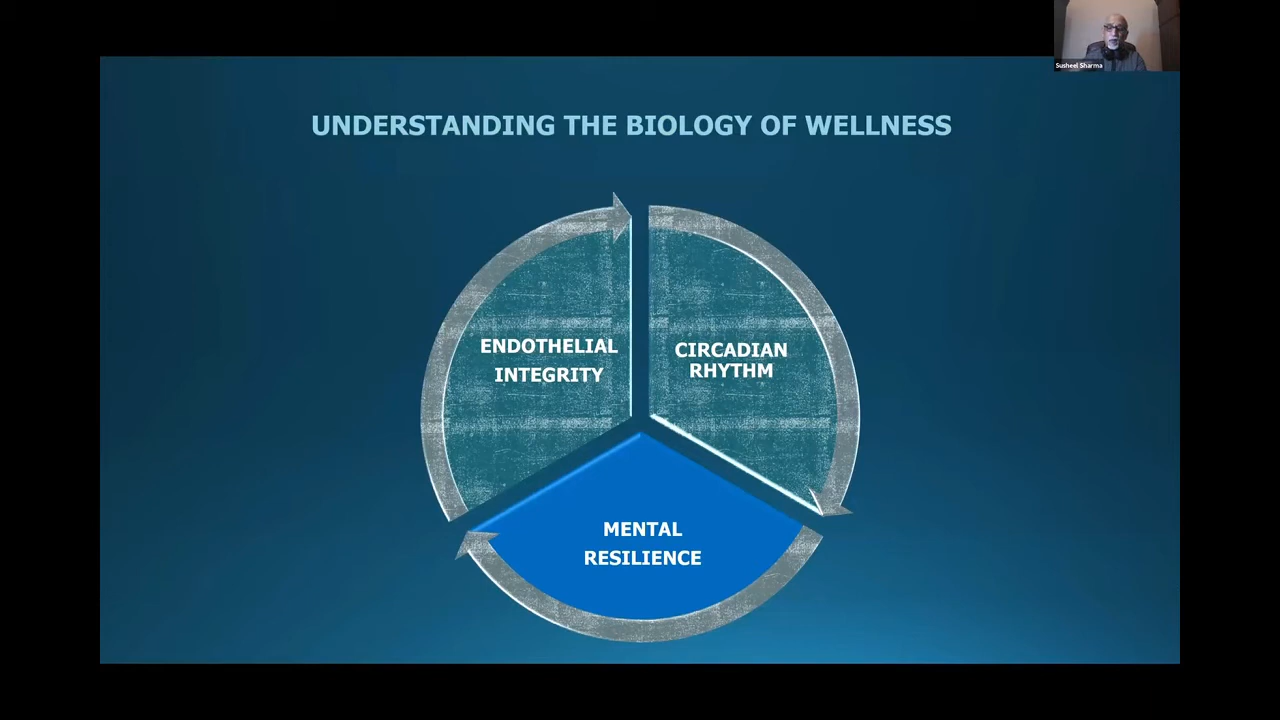 Susheel Sharma
UNDERSTANDING THE BIOLOGY OF WELLNESS
ENDOTHELIAL
INTEGRITY
CIRCADIAN
RHYTHM
MENTAL
RESILIENCE